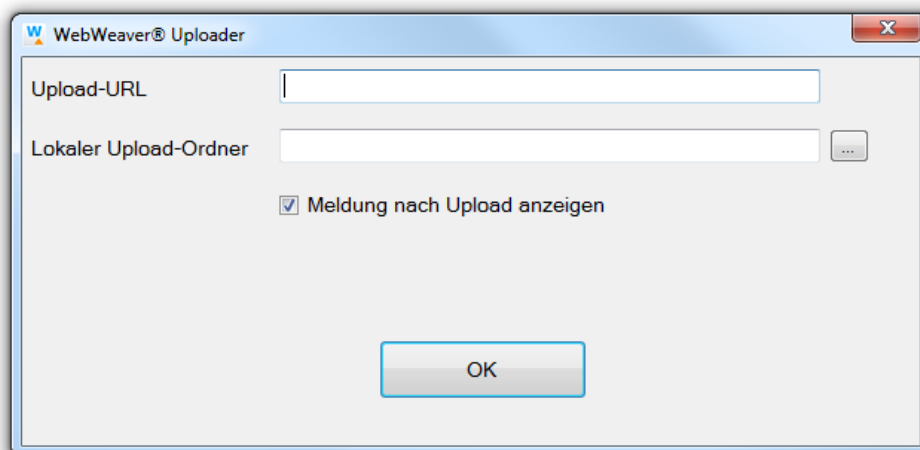 WebWeaver® Uploader
Upload-URL
Lokaler Upload-Ordner
...
Meldung nach Upload anzeigen
OK